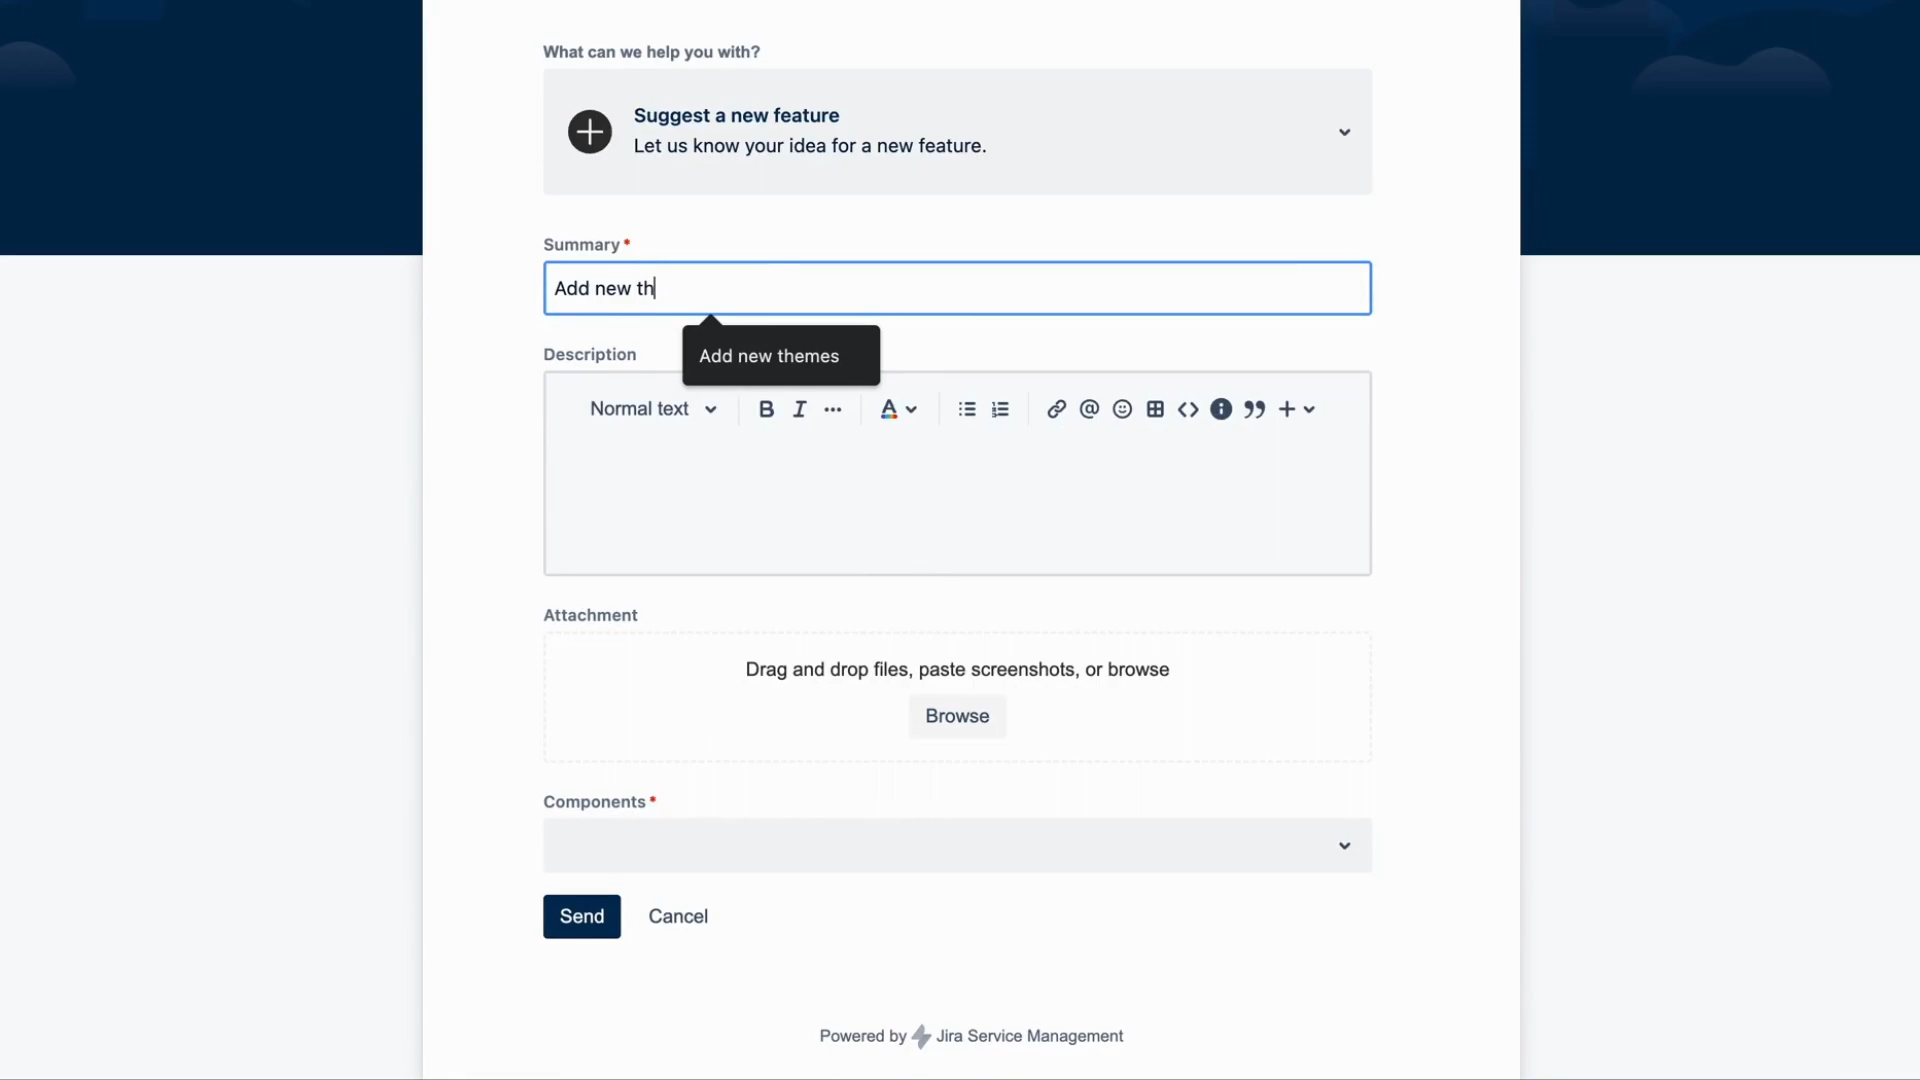 What can we help you with?
Suggest a new feature
Let us know your idea for a new feature.
Summary *
Add new th
Add new themes
Description
Normal text
Attachment
Drag and drop files, paste screenshots, or browse
Browse
Components *
Send Cancel
Powered by Jira Service Management